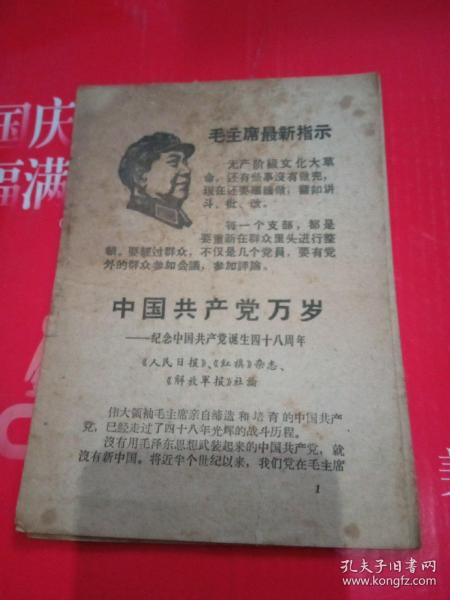 国庆
福满
毛主席最新指示
无产阶级文化大革
命,还有些事没有做完,
现在还要继续做,譬如讲
斗、批、改。
每一个支部,都是
要重新在群众里头进行整
顿。要经过群众,不仅是几个党员,要有党
外的群众参加会议,参加评论。
中国共产党万岁
——纪念中国共产党诞生四十八周年
《人民日报》、《红旗》杂志、
《解放军报》社论
伟大领袖毛主席亲自缔造和培育的中国共产
党,已经走过了四十八年光辉的战斗历程。
没有用毛泽东思想武装起来的中国共产党,就
没有新中国。将近半个世纪以来,我们党在毛主席
1
孔夫子旧书网
www.kongfz.com